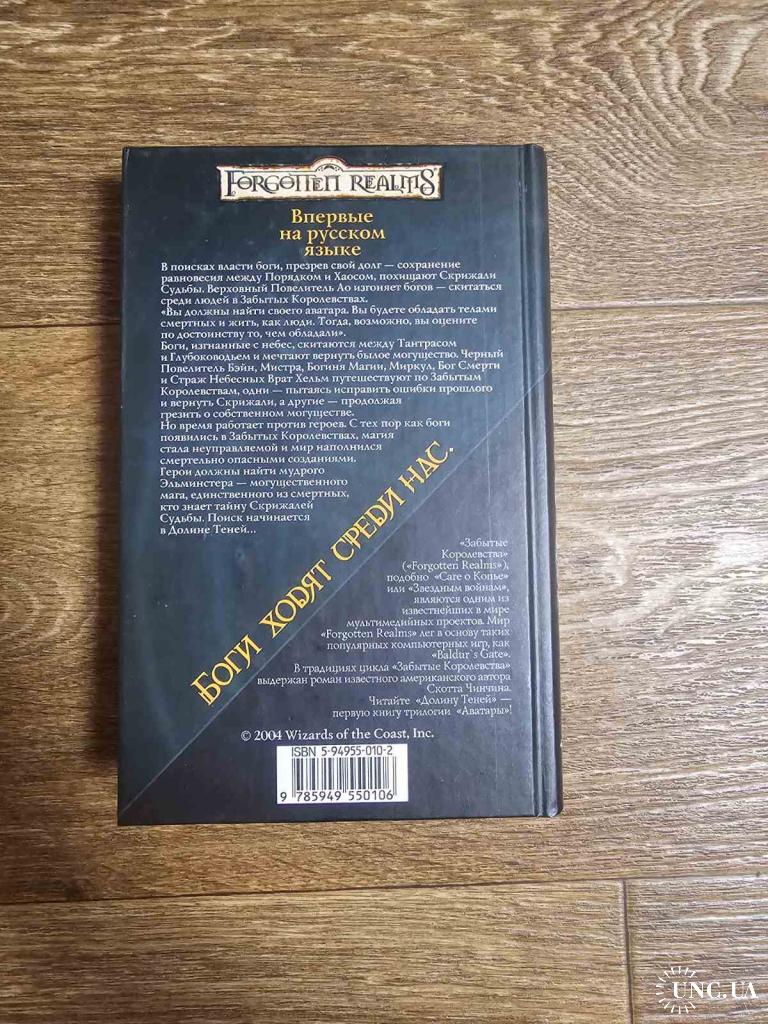 FORGOTTEN REALMS
Впервые
на русском
языке
В поисках власти боги, презрев свой долг — сохранение
равновесия между Порядком и Хаосом, похищают Скрижали
Судьбы. Верховный Повелитель Ао изгоняет богов — скитаться
среди людей в Забытых Королевствах.
«Вы должны найти своего аватара. Вы будете обладать телами
смертных и жить, как люди. Тогда, возможно, вы оцените
по достоинству то, чем обладали».
Боги, изгнанные с небес, скитаются между Тантрасом
и Глубоководьем и мечтают вернуть былое могущество. Черный
Повелитель Бэйн, Мистра, Богиня Магии, Миркул, Бог Смерти
и Страж Небесных Врат Хельм путешествуют по Забытым
Королевствам, одни — пытаясь исправить ошибки прошлого
и вернуть Скрижали, а другие — продолжая
грезить о собственном могуществе.
Но время работает против героев. С тех пор как боги
появились в Забытых Королевствах, магия
стала неуправляемой и мир наполнился
смертельно опасными созданиями.
Герои должны найти мудрого
Эльминстера — могущественного
мага, единственного из смертных,
кто знает тайну Скрижалей
Судьбы. Поиск начинается
в Долине Теней...
Боги ходят среди нас.
«Забытые
Королевства»
(«Forgotten Realms»),
подобно «Саге о Копье»
или «Звездным войнам»,
являются одним из
известнейших в мире
мультимедийных проектов. Мир
«Forgotten Realms» лег в основу таких
популярных компьютерных игр, как
«Baldur's Gate».
В традициях цикла «Забытые Королевства»
выдержан роман известного американского автора
Скотта Чинчина.
Читайте «Долину Теней» —
первую книгу трилогии «Аватары»!
© 2004 Wizards of the Coast, Inc.
ISBN 5-94955-010-2
9 785949 550106
UNC.UA